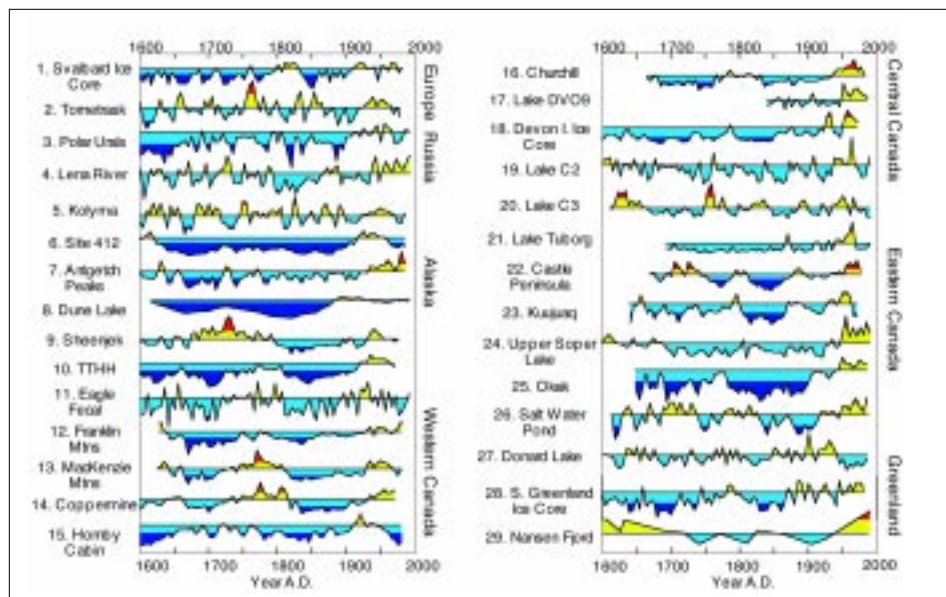 1600 1700 1800 1900 2000
1. Svalbard Ice
Core
2. Tornetrask
3. Polar Urals
4. Lena River
5. Kolyma
6. Site 412
7. Arrigetch
Peaks
8. Dune Lake
9. Sheenjek
10. TTHH
11. Eagle
Fecal
12. Franklin
Mtns
13. MacKenzie
Mtns
14. Coppermine
15. Hornby
Cabin
1600 1700 1800 1900 2000
Year A.D.
Europe
Russia
Alaska
Western Canada
1600 1700 1800 1900 2000
16. Churchill
17. Lake DVO9
18. Devon I. Ice
Core
19. Lake C2
20. Lake C3
21. Lake Tuborg
22. Castle
Peninsula
23. Kuujuaq
24. Upper Soper
Lake
25. Okak
26. Salt Water
Pond
27. Donard Lake
28. S. Greenland
Ice Core
29. Nansen Fjord
1600 1700 1800 1900 2000
Year A.D.
Central Canada
Eastern Canada
Greenland